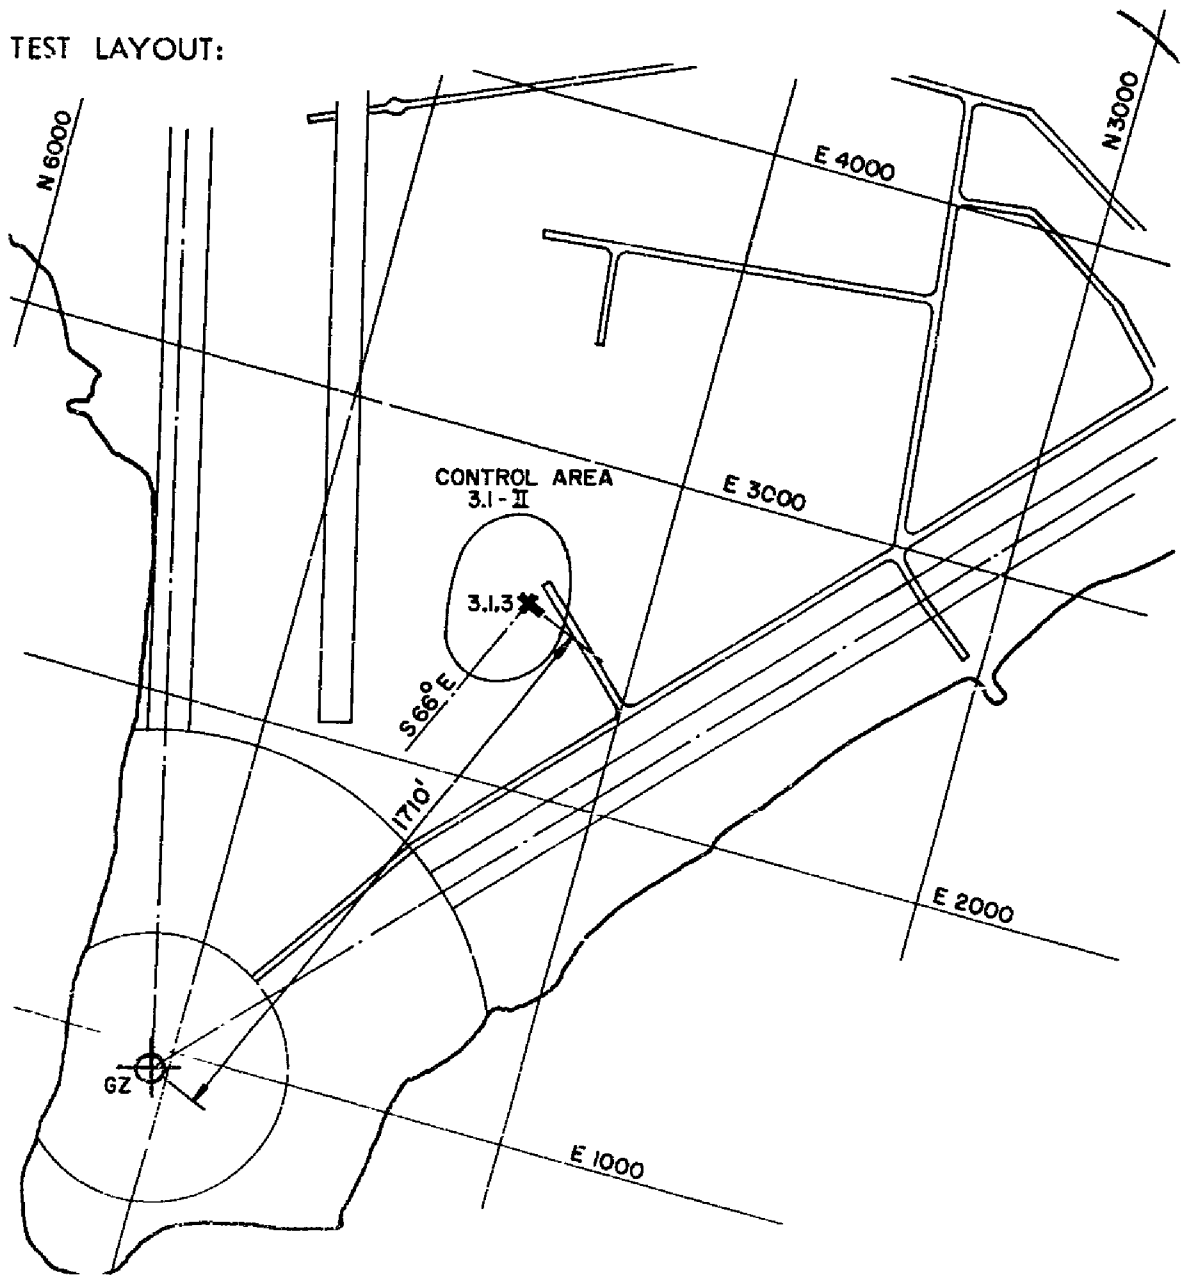 TEST LAYOUT:
N 6000
N 3000
E 4000
CONTROL AREA
3.1-II
E 3000
3.1.3
S 66° E
1710'
E 2000
GZ
E 1000